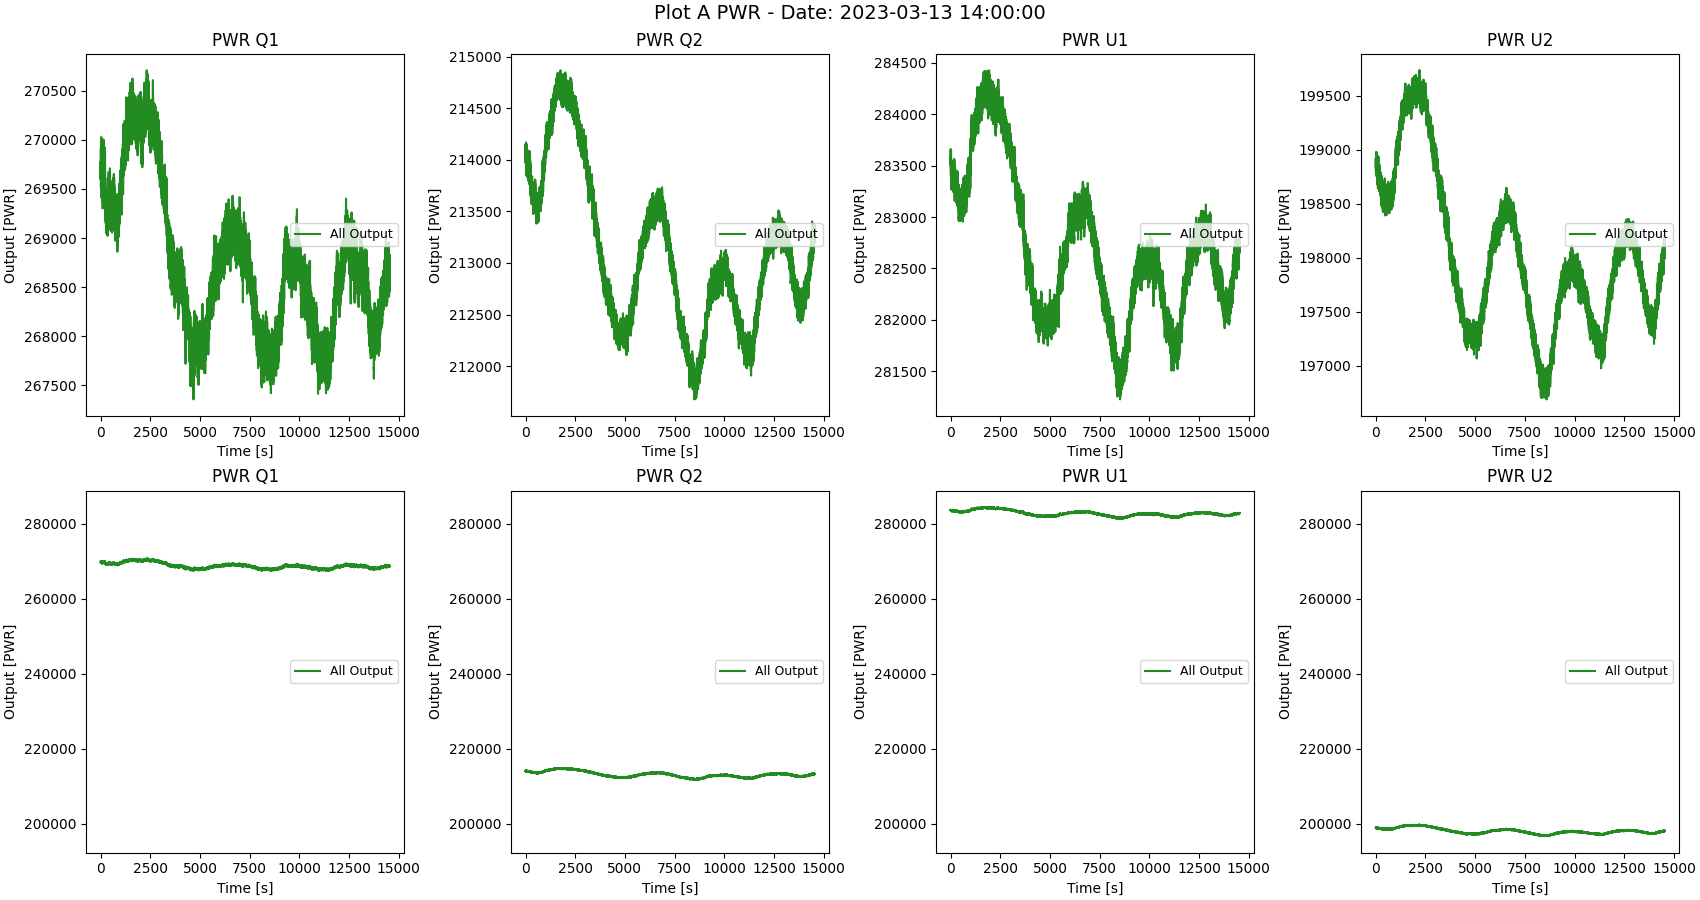 Plot A PWR - Date: 2023-03-13 14:00:00
PWR Q1
270500
270000
269500
269000
268500
268000
267500
Output [PWR]
All Output
0 2500 5000 7500 10000 12500 15000
Time [s]
PWR Q2
215000
214500
214000
213500
213000
212500
212000
Output [PWR]
All Output
0 2500 5000 7500 10000 12500 15000
Time [s]
PWR U1
284500
284000
283500
283000
282500
282000
281500
Output [PWR]
All Output
0 2500 5000 7500 10000 12500 15000
Time [s]
PWR U2
199500
199000
198500
198000
197500
197000
Output [PWR]
All Output
0 2500 5000 7500 10000 12500 15000
Time [s]
PWR Q1
280000
260000
240000
220000
200000
Output [PWR]
All Output
0 2500 5000 7500 10000 12500 15000
Time [s]
PWR Q2
280000
260000
240000
220000
200000
Output [PWR]
All Output
0 2500 5000 7500 10000 12500 15000
Time [s]
PWR U1
280000
260000
240000
220000
200000
Output [PWR]
All Output
0 2500 5000 7500 10000 12500 15000
Time [s]
PWR U2
280000
260000
240000
220000
200000
Output [PWR]
All Output
0 2500 5000 7500 10000 12500 15000
Time [s]